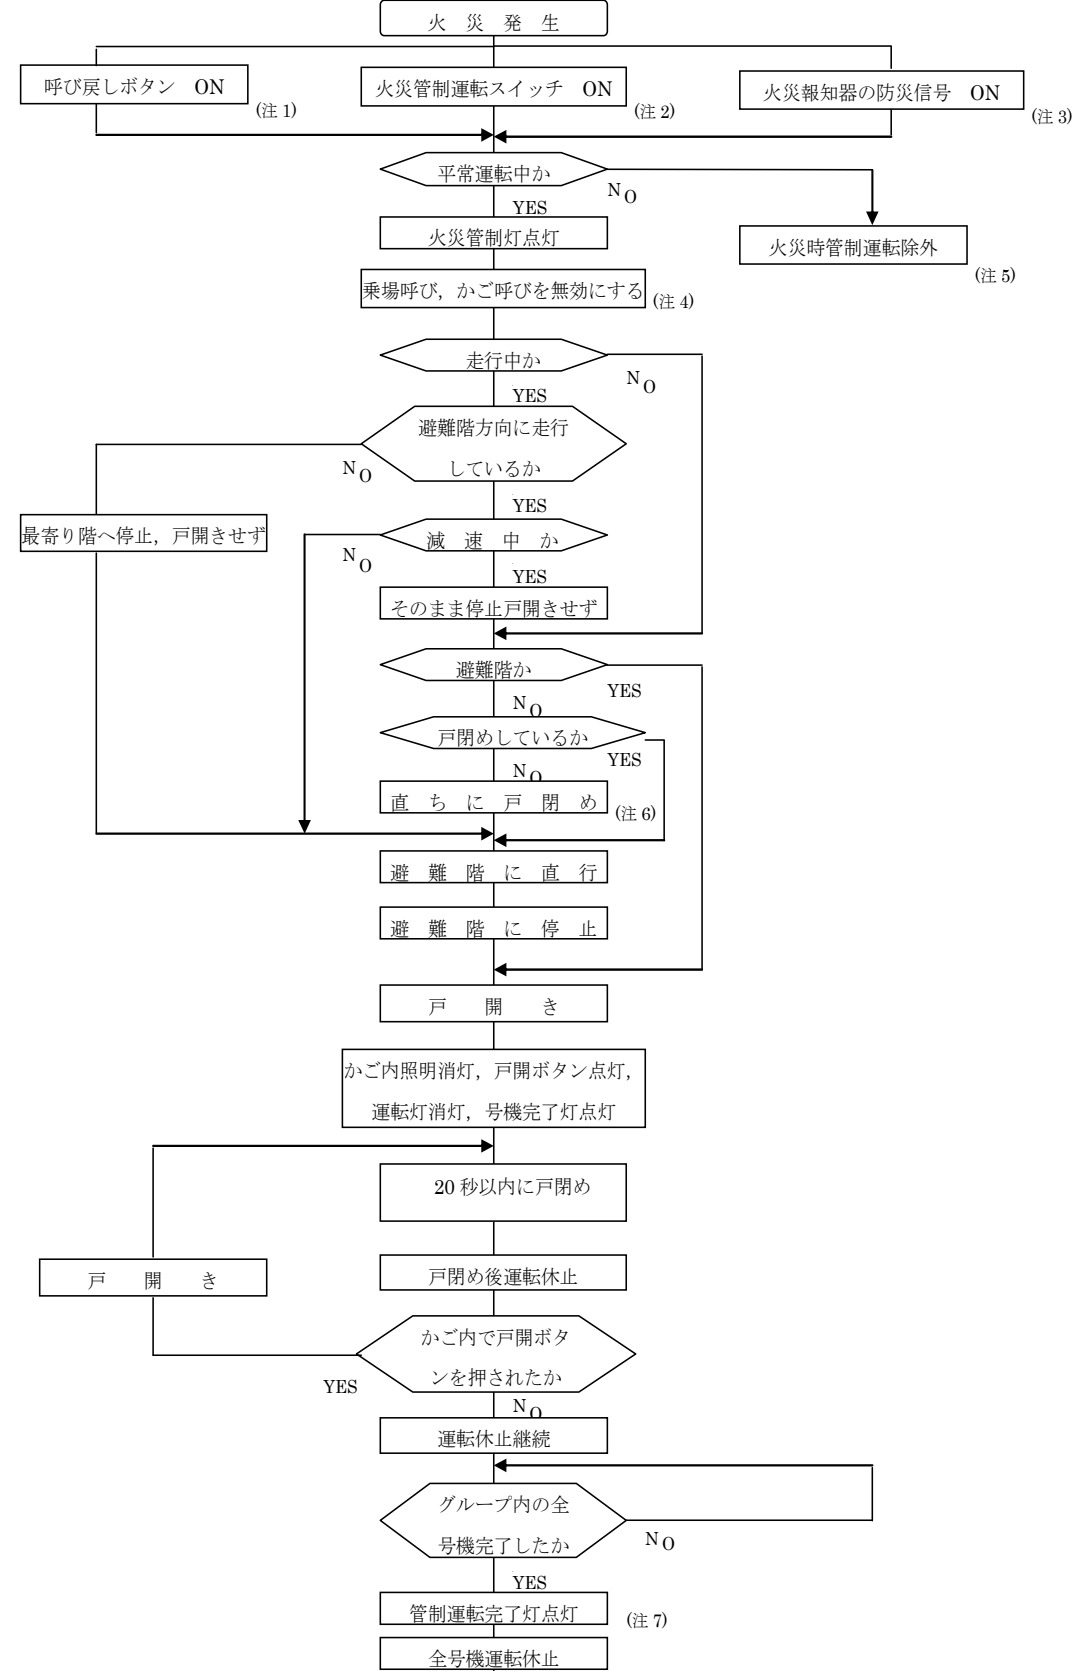 火　災　発　生
呼び戻しボタン　ON
(注 1)
火災管制運転スイッチ　ON
(注 2)
火災報知器の防災信号　ON
(注 3)
平常運転中か
NO
YES
火災管制灯点灯
火災時管制運転除外
(注 5)
乗場呼び，かご呼びを無効にする
(注 4)
走行中か
NO
YES
避難階方向に走行
しているか
NO
YES
最寄り階へ停止，戸開きせず
減　速　中　か
NO
YES
そのまま停止戸開きせず
避難階か
YES
NO
戸閉めしているか
YES
NO
直　ち　に　戸　閉　め
(注 6)
避　難　階　に　直　行
避　難　階　に　停　止
戸　　開　　き
かご内照明消灯，戸開ボタン点灯，
運転灯消灯，号機完了灯点灯
20 秒以内に戸閉め
戸　　開　　き
戸閉め後運転休止
かご内で戸開ボタ
ンを押されたか
YES
NO
運転休止継続
グループ内の全
号機完了したか
NO
YES
管制運転完了灯点灯
(注 7)
全号機運転休止